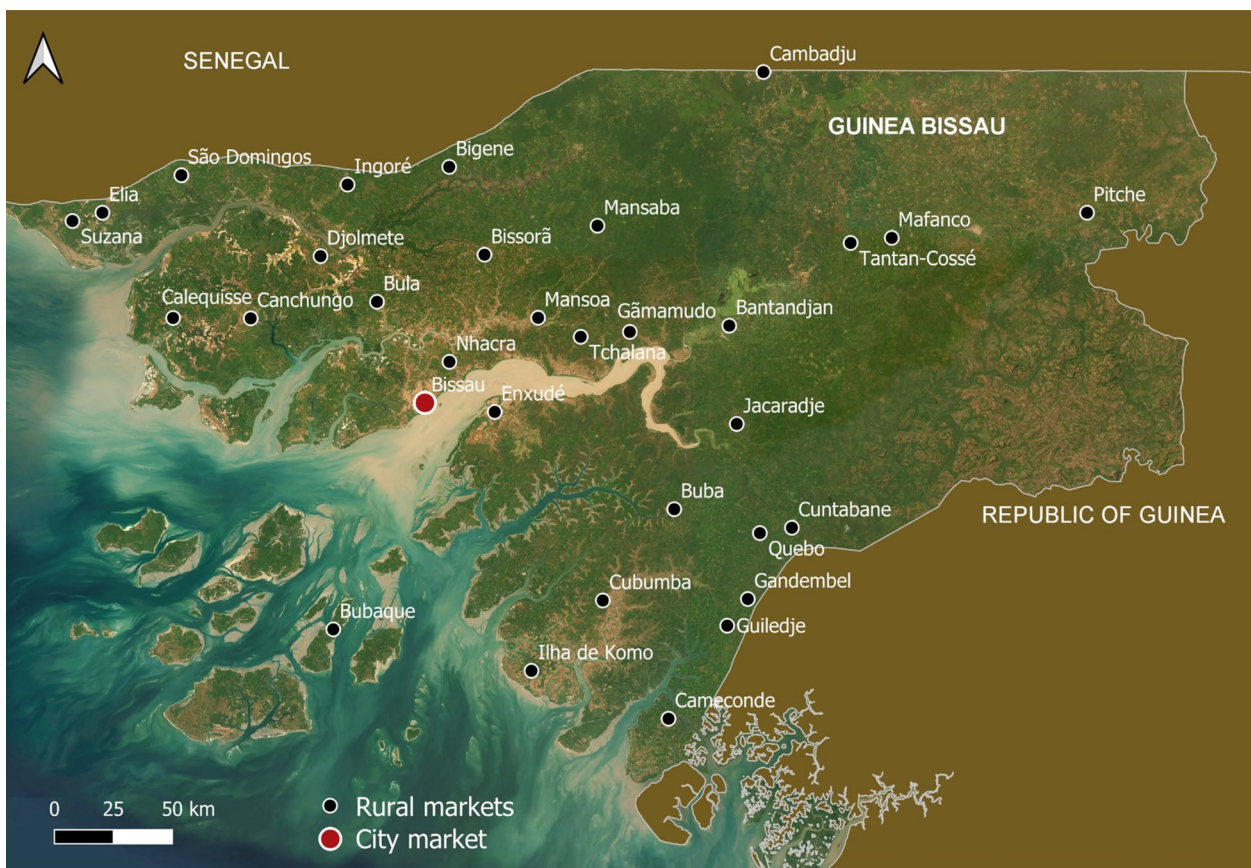 Cambadju
SENEGAL
GUINEA BISSAU
Bigene
São Domingos
Ingoré
Elia
Pitche
Suzana
Mansaba
Mafanco
Djolmete
Bissorã
Tantan-Cossé
Bula
Calequisse
Canchungo
Mansoa
Gãmamudo
Bantandjan
Tchalana
Nhacra
Bissau
Enxudé
Jacaradje
Buba
Cuntabane
REPUBLIC OF GUINEA
Quebo
Cubumba
Gandembel
Bubaque
Guiledje
Ilha de Komo
Cameconde
0 25 50 km
Rural markets
City market